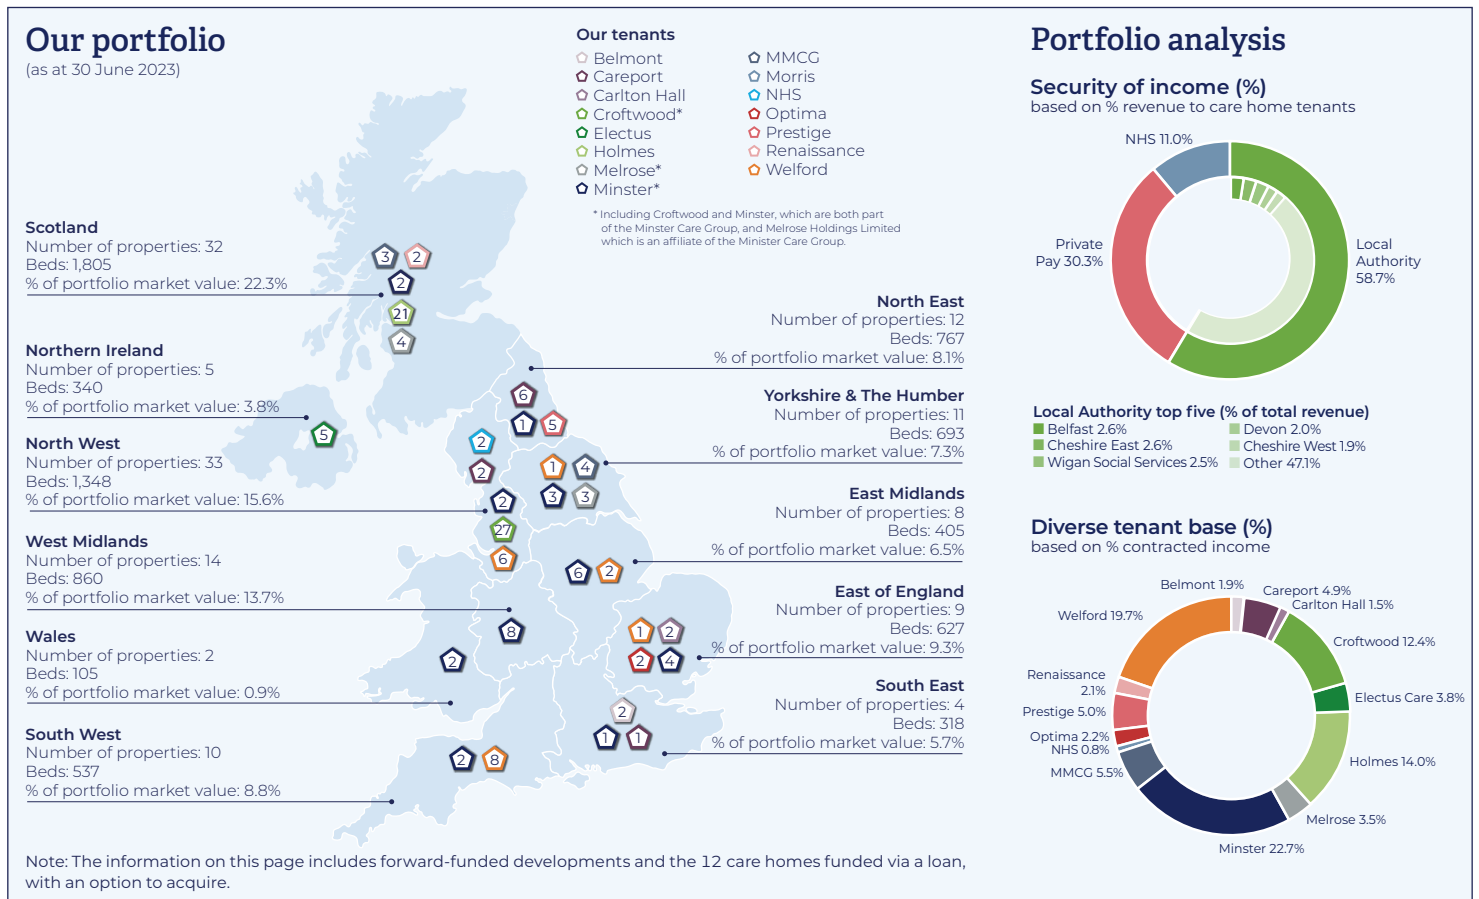 Our portfolio
(as at 30 June 2023)
Our tenants
Belmont
Careport
Carlton Hall
Croftwood*
Electus
Holmes
Melrose*
Minster*
MMCG
Morris
NHS
Optima
Prestige
Renaissance
Welford
* Including Croftwood and Minster, which are both part
of the Minster Care Group, and Melrose Holdings Limited
which is an affiliate of the Minister Care Group.
Scotland
Number of properties: 32
Beds: 1,805
% of portfolio market value: 22.3%
3
2
2
21
4
Northern Ireland
Number of properties: 5
Beds: 340
% of portfolio market value: 3.8%
5
North West
Number of properties: 33
Beds: 1,348
% of portfolio market value: 15.6%
2
2
2
27
6
West Midlands
Number of properties: 14
Beds: 860
% of portfolio market value: 13.7%
8
Wales
Number of properties: 2
Beds: 105
% of portfolio market value: 0.9%
2
South West
Number of properties: 10
Beds: 537
% of portfolio market value: 8.8%
2
8
North East
Number of properties: 12
Beds: 767
% of portfolio market value: 8.1%
6
1
5
Yorkshire & The Humber
Number of properties: 11
Beds: 693
% of portfolio market value: 7.3%
1
4
3
3
East Midlands
Number of properties: 8
Beds: 405
% of portfolio market value: 6.5%
6
2
East of England
Number of properties: 9
Beds: 627
% of portfolio market value: 9.3%
1
2
2
4
South East
Number of properties: 4
Beds: 318
% of portfolio market value: 5.7%
2
1
1
Note: The information on this page includes forward-funded developments and the 12 care homes funded via a loan,
with an option to acquire.
Portfolio analysis
Security of income (%)
based on % revenue to care home tenants
NHS 11.0%
Private
Pay 30.3%
Local
Authority
58.7%
Local Authority top five (% of total revenue)
Belfast 2.6%
Cheshire East 2.6%
Wigan Social Services 2.5%
Devon 2.0%
Cheshire West 1.9%
Other 47.1%
Diverse tenant base (%)
based on % contracted income
Belmont 1.9%
Careport 4.9%
Carlton Hall 1.5%
Croftwood 12.4%
Electus Care 3.8%
Holmes 14.0%
Melrose 3.5%
Minster 22.7%
MMCG 5.5%
NHS 0.8%
Optima 2.2%
Prestige 5.0%
Renaissance
2.1%
Welford 19.7%